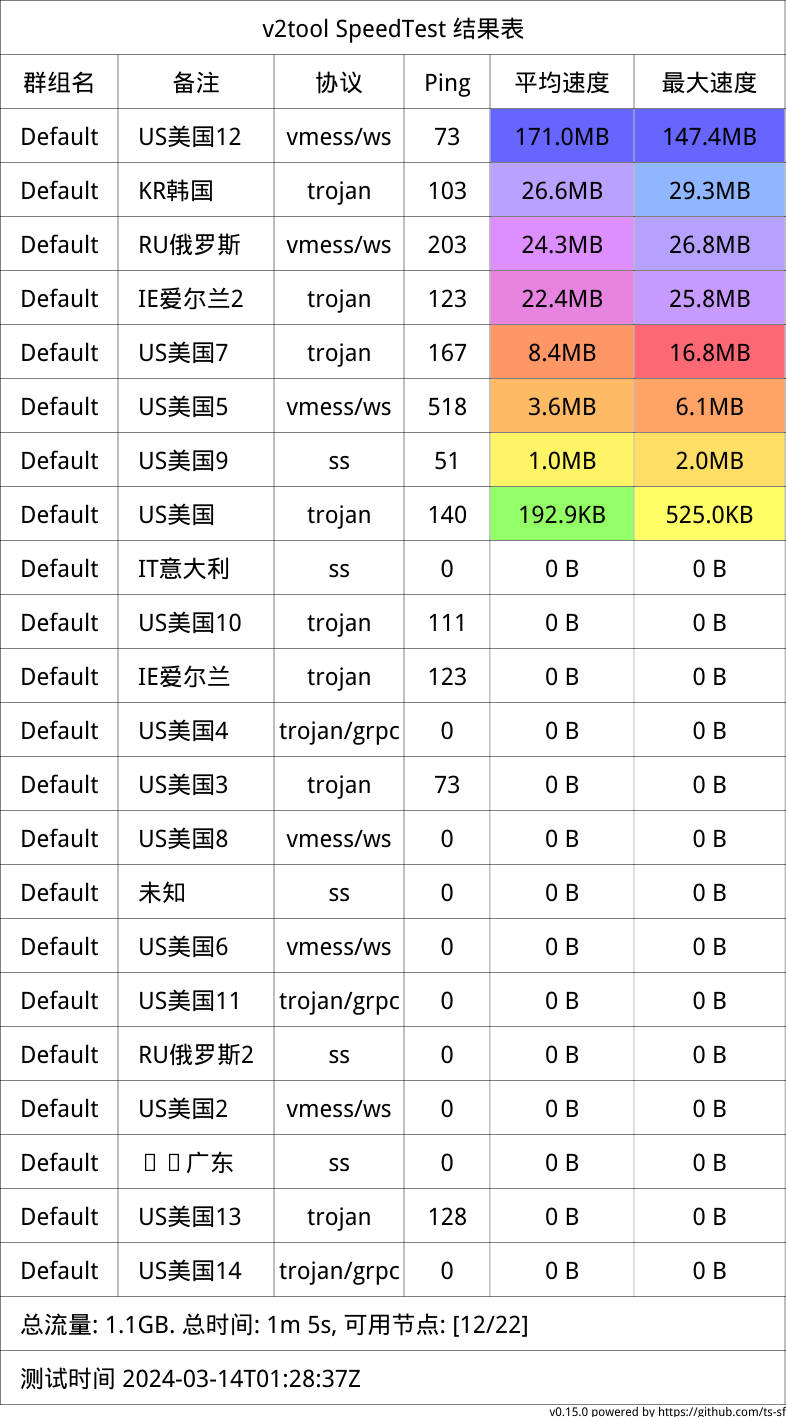 v2tool SpeedTest 结果表
群组名 备注 协议 Ping 平均速度 最大速度
Default US美国12 vmess/ws 73 171.0MB 147.4MB
Default KR韩国 trojan 103 26.6MB 29.3MB
Default RU俄罗斯 vmess/ws 203 24.3MB 26.8MB
Default IE爱尔兰2 trojan 123 22.4MB 25.8MB
Default US美国7 trojan 167 8.4MB 16.8MB
Default US美国5 vmess/ws 518 3.6MB 6.1MB
Default US美国9 ss 51 1.0MB 2.0MB
Default US美国 trojan 140 192.9KB 525.0KB
Default IT意大利 ss 0 0 B 0 B
Default US美国10 trojan 111 0 B 0 B
Default IE爱尔兰 trojan 123 0 B 0 B
Default US美国4 trojan/grpc 0 0 B 0 B
Default US美国3 trojan 73 0 B 0 B
Default US美国8 vmess/ws 0 0 B 0 B
Default 未知 ss 0 0 B 0 B
Default US美国6 vmess/ws 0 0 B 0 B
Default US美国11 trojan/grpc 0 0 B 0 B
Default RU俄罗斯2 ss 0 0 B 0 B
Default US美国2 vmess/ws 0 0 B 0 B
Default 广东 ss 0 0 B 0 B
Default US美国13 trojan 128 0 B 0 B
Default US美国14 trojan/grpc 0 0 B 0 B
总流量: 1.1GB. 总时间: 1m 5s, 可用节点: [12/22]
测试时间 2024-03-14T01:28:37Z
v0.15.0 powered by https://github.com/ts-sf